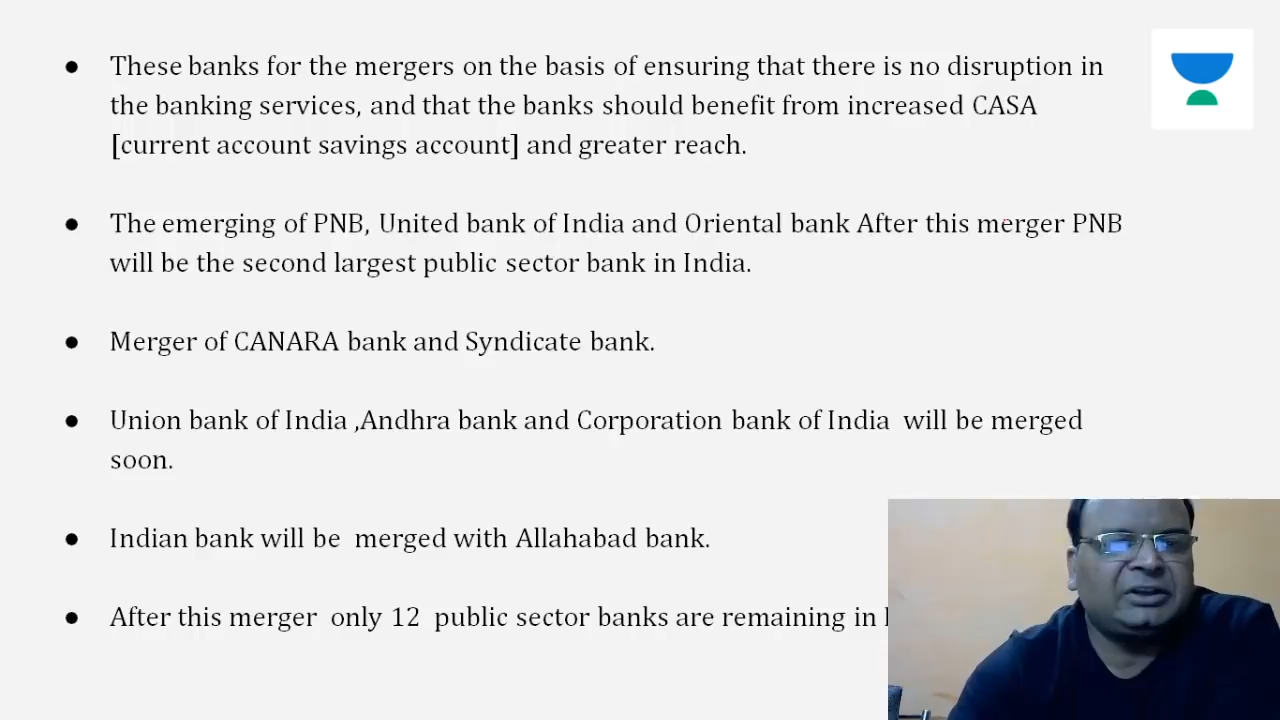 These banks for the mergers on the basis of ensuring that there is no disruption in
the banking services, and that the banks should benefit from increased CASA
[current account savings account] and greater reach.
The emerging of PNB, United bank of India and Oriental bank After this merger PNB
will be the second largest public sector bank in India.
Merger of CANARA bank and Syndicate bank.
Union bank of India ,Andhra bank and Corporation bank of India will be merged
soon.
Indian bank will be merged with Allahabad bank.
After this merger only 12 public sector banks are remaining in